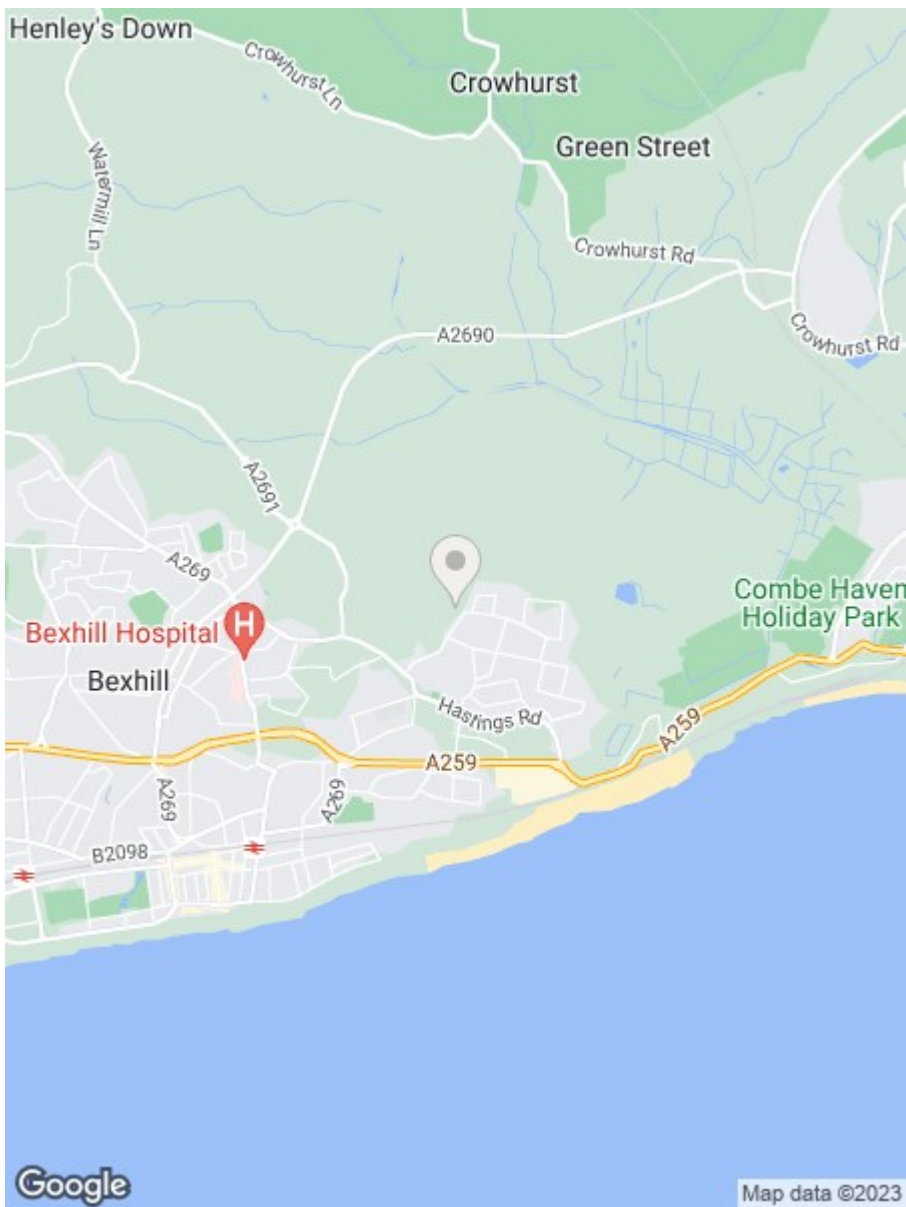 Henley's Down
Crowhurst Ln
Crowhurst
Green Street
Watermill Ln
Crowhurst Rd
A2690
Crowhurst Rd
A2691
A269
Combe Haven
Holiday Park
H
Bexhill Hospital
Bexhill
Hastings Rd
A259
A259
A269
A269
B2098
Google
Map data ©2023